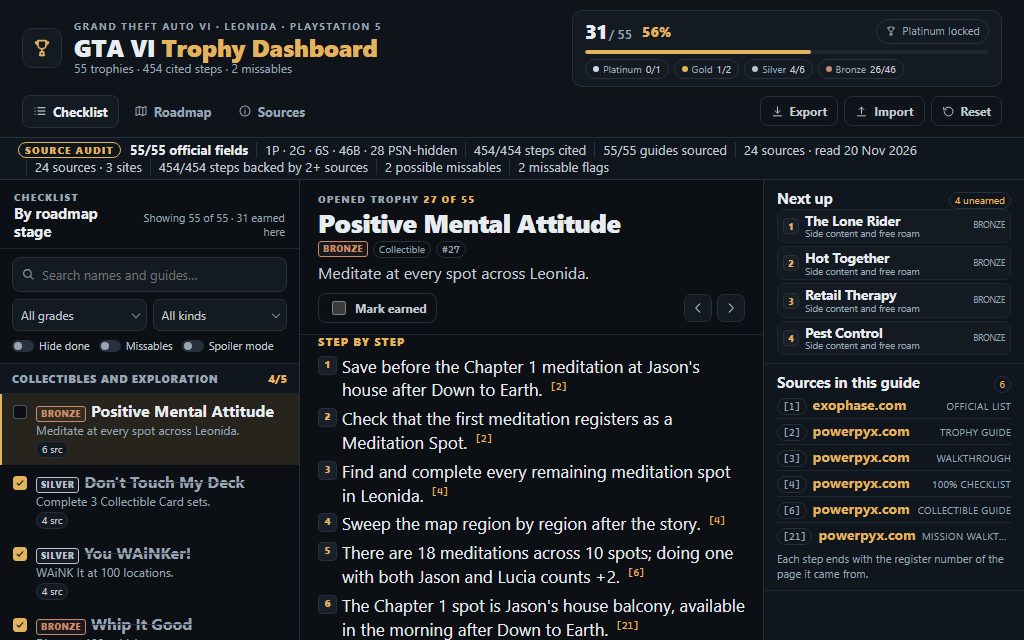 GRAND THEFT AUTO VI • LEONIDA • PLAYSTATION 5
GTA VI Trophy Dashboard
55 trophies · 454 cited steps · 2 missables
31 / 55 56%
Platinum locked
Platinum 0/1
Gold 1/2
Silver 4/6
Bronze 26/46
Checklist
Roadmap
Sources
Export
Import
Reset
SOURCE AUDIT 55/55 official fields 1P · 2G · 6S · 46B · 28 PSN-hidden 454/454 steps cited 55/55 guides sourced 24 sources · read 20 Nov 2026
24 sources · 3 sites 454/454 steps backed by 2+ sources 2 possible missables 2 missable flags
CHECKLIST
By roadmap stage
Showing 55 of 55 · 31 earned here
Search names and guides...
All grades
All kinds
Hide done
Missables
Spoiler mode
COLLECTIBLES AND EXPLORATION 4/5
BRONZE Positive Mental Attitude
Meditate at every spot across Leonida.
6 src
SILVER Don't Touch My Deck
Complete 3 Collectible Card sets.
4 src
SILVER You WAiNKer!
WAiNK It at 100 locations.
4 src
BRONZE Whip It Good
OPENED TROPHY 27 OF 55
Positive Mental Attitude
BRONZE Collectible #27
Meditate at every spot across Leonida.
Mark earned
STEP BY STEP
1 Save before the Chapter 1 meditation at Jason's
house after Down to Earth. [2]
2 Check that the first meditation registers as a
Meditation Spot. [2]
3 Find and complete every remaining meditation spot
in Leonida. [4]
4 Sweep the map region by region after the story. [4]
5 There are 18 meditations across 10 spots; doing one
with both Jason and Lucia counts +2. [6]
6 The Chapter 1 spot is Jason's house balcony, available
in the morning after Down to Earth. [21]
Next up
4 unearned
1 The Lone Rider BRONZE
Side content and free roam
2 Hot Together BRONZE
Side content and free roam
3 Retail Therapy BRONZE
Side content and free roam
4 Pest Control BRONZE
Side content and free roam
Sources in this guide 6
[1] exophase.com OFFICIAL LIST
[2] powerpyx.com TROPHY GUIDE
[3] powerpyx.com WALKTHROUGH
[4] powerpyx.com 100% CHECKLIST
[6] powerpyx.com COLLECTIBLE GUIDE
[21] powerpyx.com MISSION WALKT...
Each step ends with the register number of the
page it came from.